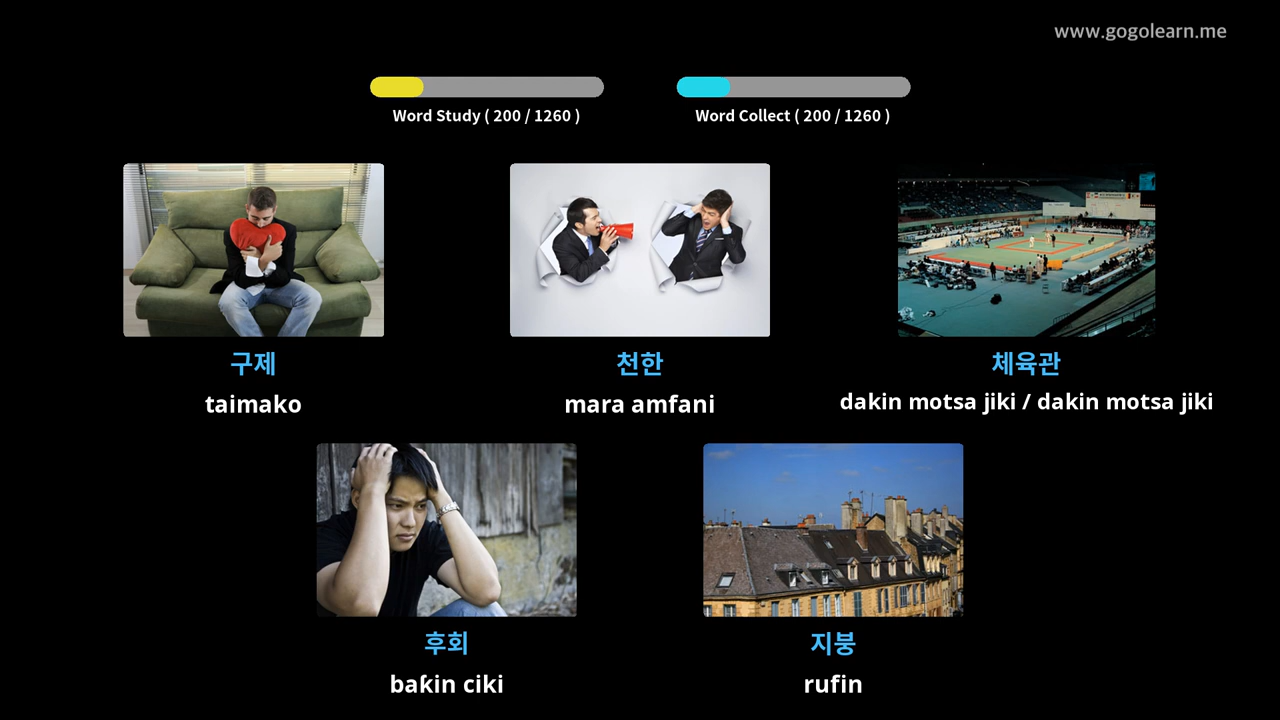 www.gogolearn.me
Word Study ( 200 / 1260 )
Word Collect ( 200 / 1260 )
구제
taimako
천한
mara amfani
체육관
dakin motsa jiki / dakin motsa jiki
후회
baƙin ciki
지붕
rufin